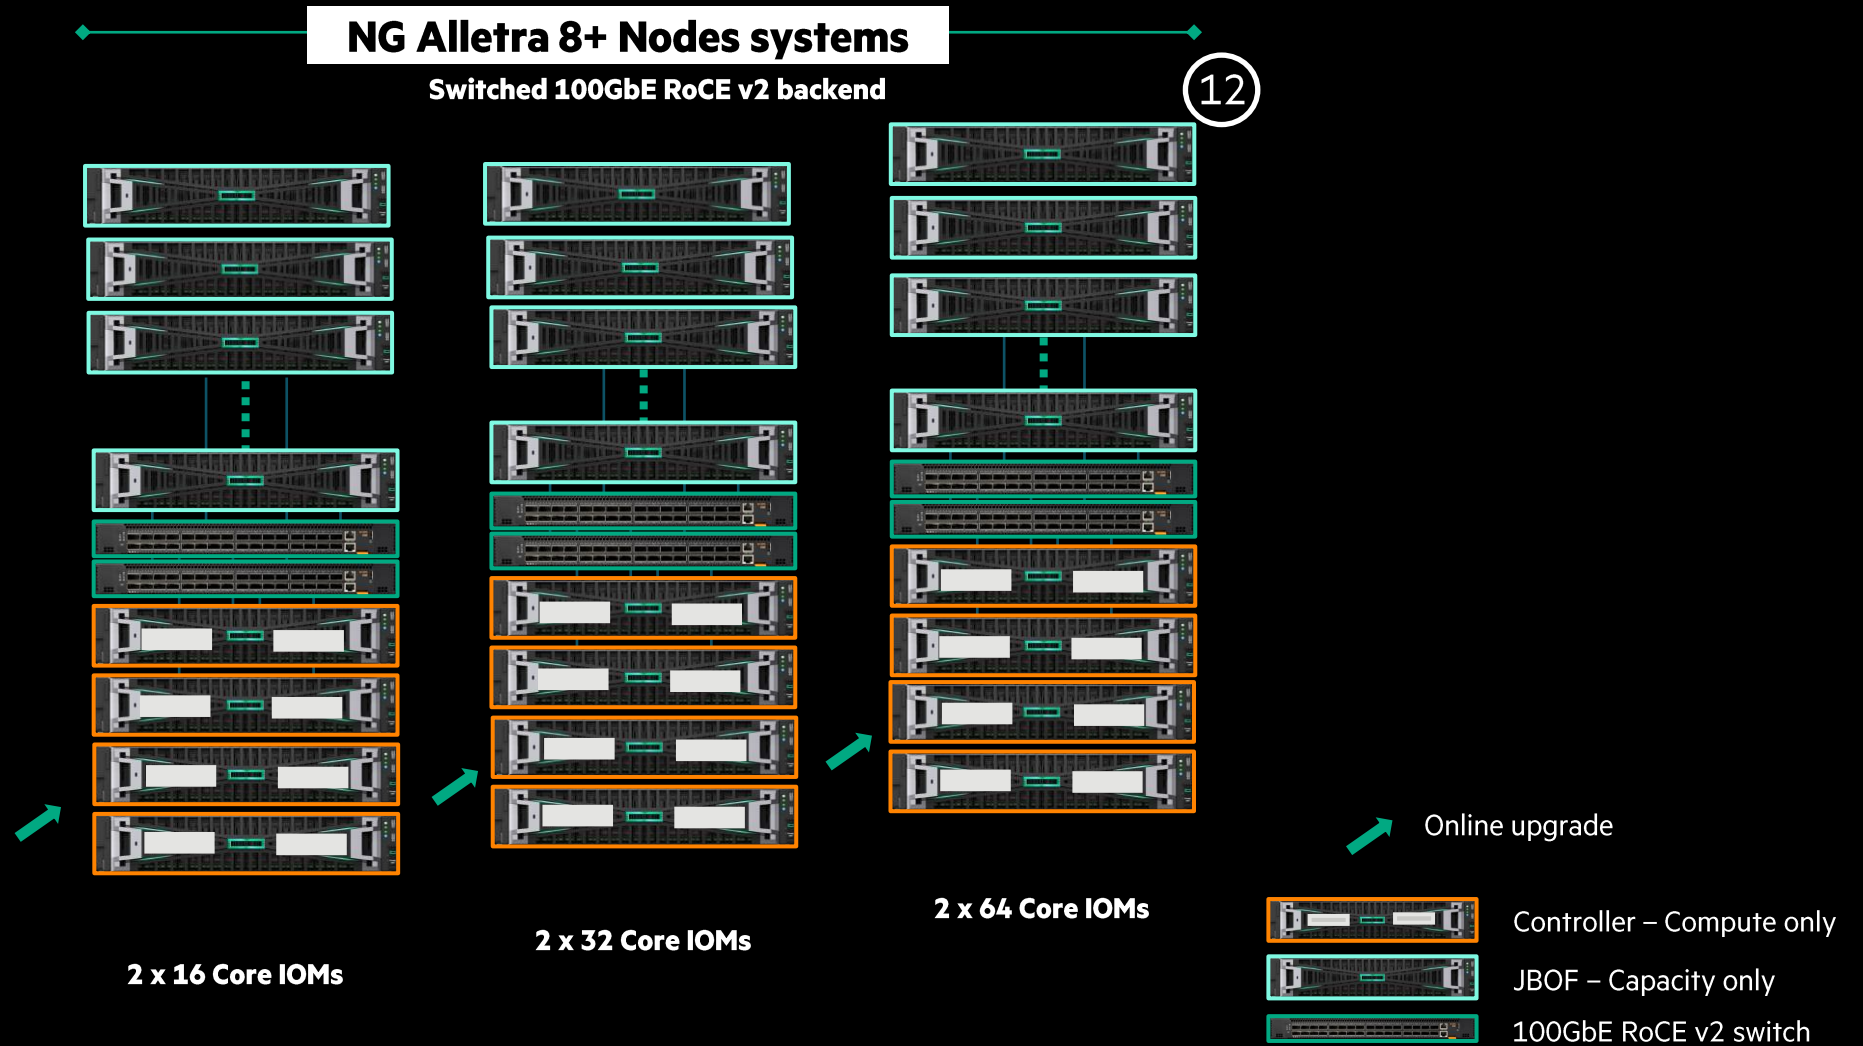 NG Alletra 8+ Nodes systems
Switched 100GbE RoCE v2 backend
12
2 x 16 Core IOMs
2 x 32 Core IOMs
2 x 64 Core IOMs
Online upgrade
Controller – Compute only
JBOF – Capacity only
100GbE RoCE v2 switch